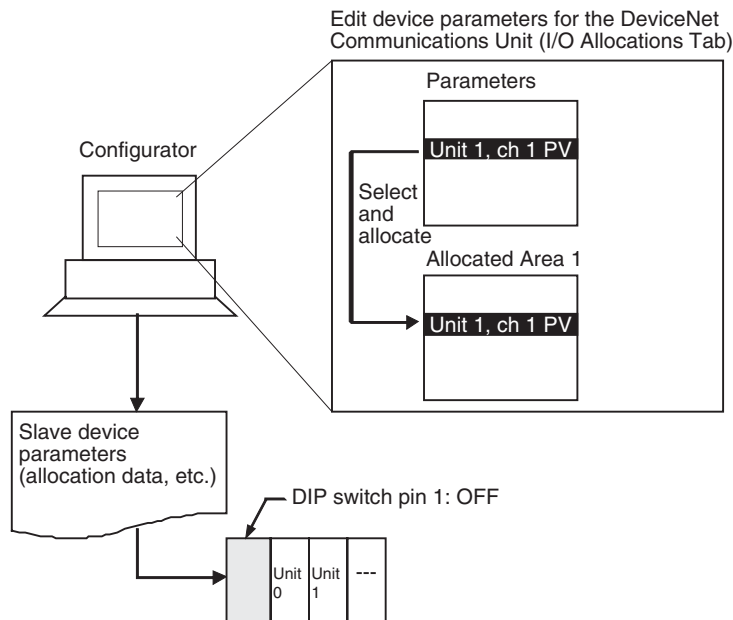 Edit device parameters for the DeviceNet
Communications Unit (I/O Allocations Tab)
Parameters
Unit 1, ch 1 PV
Configurator
Select
and
allocate
Allocated Area 1
Unit 1, ch 1 PV
Slave device
parameters
(allocation data, etc.)
DIP switch pin 1: OFF
Unit
0
Unit
1
---